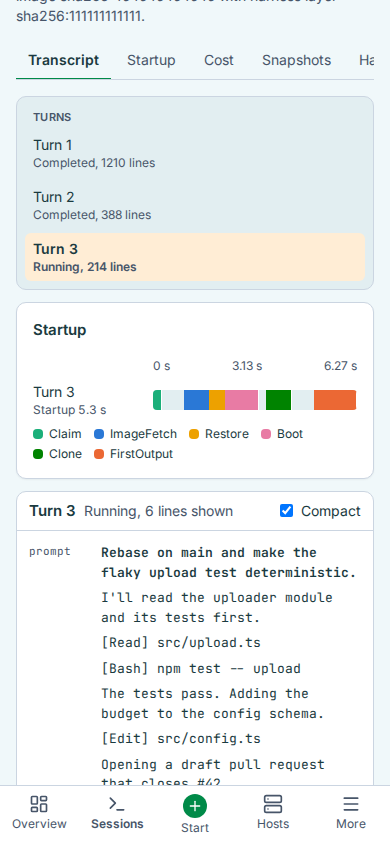 sha256:111111111111.
Transcript Startup Cost Snapshots Ha
TURNS
Turn 1
Completed, 1210 lines
Turn 2
Completed, 388 lines
Turn 3
Running, 214 lines
Startup
0 s 3.13 s 6.27 s
Turn 3
Startup 5.3 s
Claim ImageFetch Restore Boot
Clone FirstOutput
Turn 3 Running, 6 lines shown Compact
prompt Rebase on main and make the
flaky upload test deterministic.
I'll read the uploader module
and its tests first.
[Read] src/upload.ts
[Bash] npm test -- upload
The tests pass. Adding the
budget to the config schema.
[Edit] src/config.ts
Opening a draft pull request
that closes #42
Overview Sessions Start Hosts More